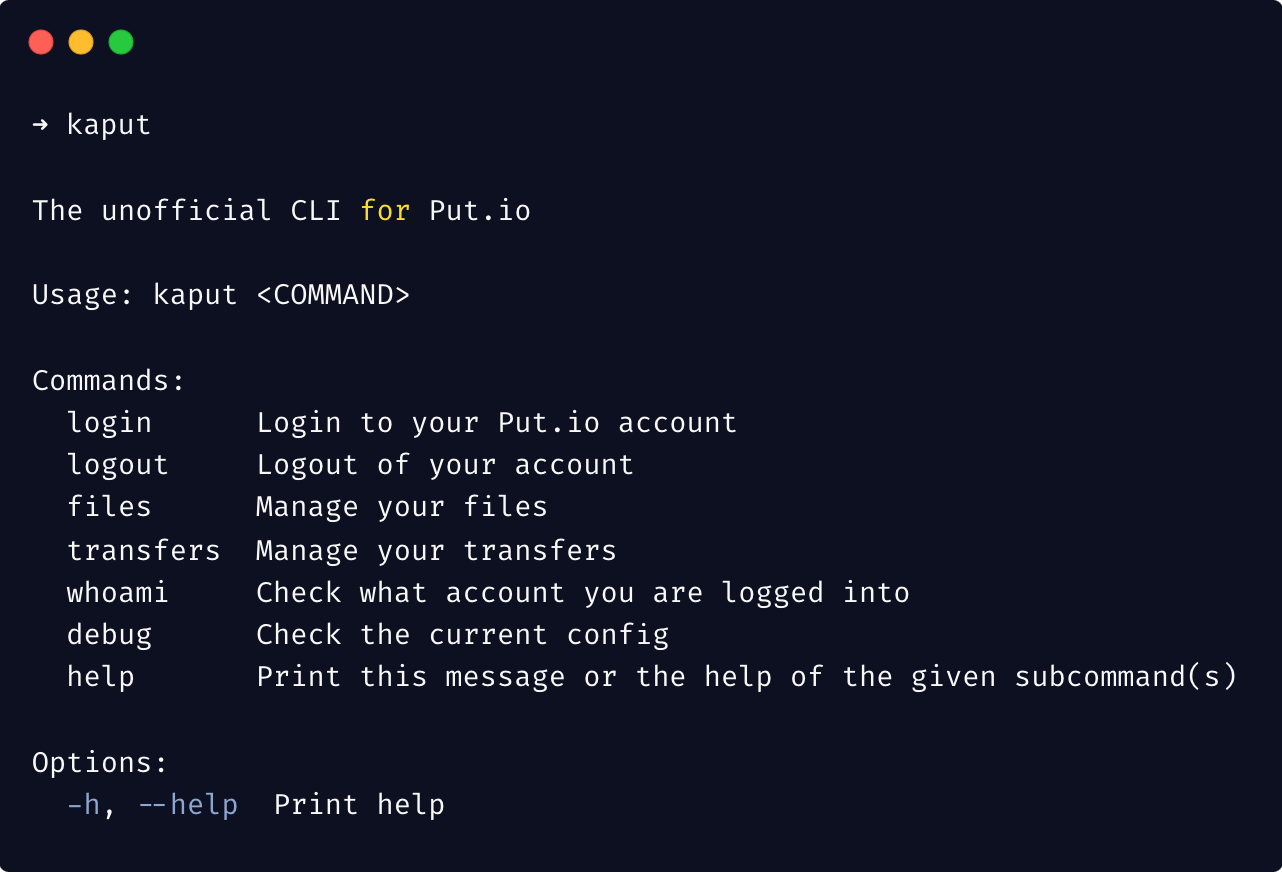 ➜ kaput
The unofficial CLI for Put.io
Usage: kaput <COMMAND>
Commands:
  login      Login to your Put.io account
  logout     Logout of your account
  files      Manage your files
  transfers  Manage your transfers
  whoami     Check what account you are logged into
  debug      Check the current config
  help       Print this message or the help of the given subcommand(s)
Options:
  -h, --help  Print help